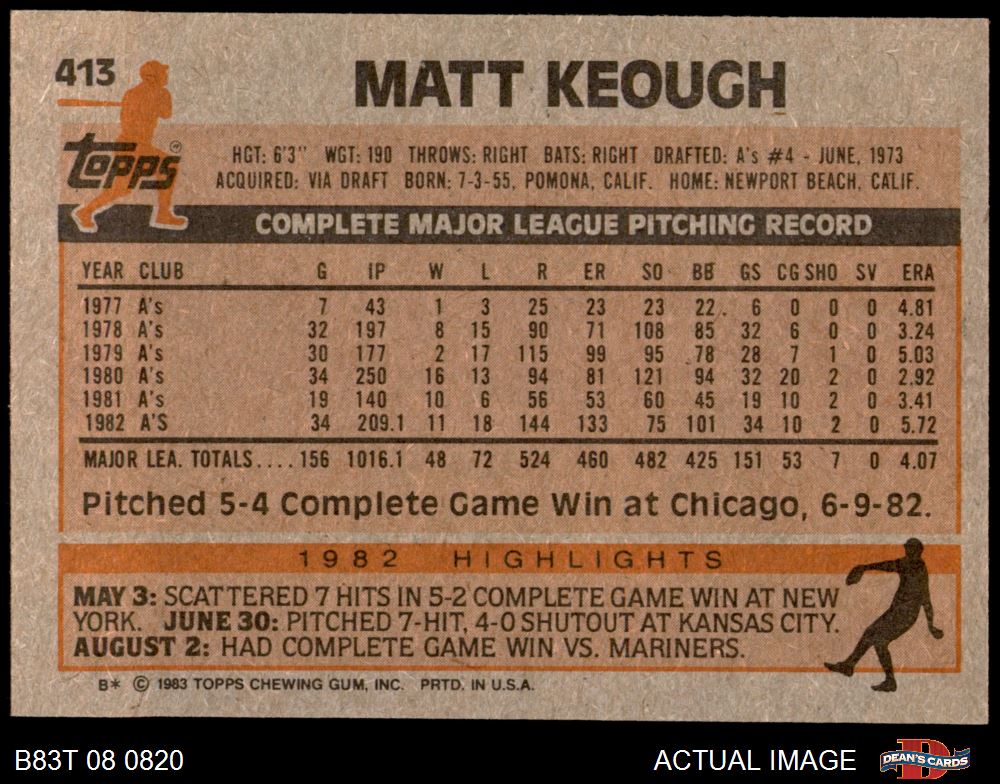 413
MATT KEOUGH
topps
HGT: 6'3" WGT: 190 THROWS: RIGHT BATS: RIGHT DRAFTED: A's #4 - JUNE, 1973
ACQUIRED: VIA DRAFT BORN: 7-3-55, POMONA, CALIF. HOME: NEWPORT BEACH, CALIF.
COMPLETE MAJOR LEAGUE PITCHING RECORD
YEAR CLUB G IP W L R ER SO BB GS CG SHO SV ERA
1977 A's 7 43 1 3 25 23 23 22 6 0 0 0 4.81
1978 A's 32 197 8 15 90 71 108 85 32 6 0 0 3.24
1979 A's 30 177 2 17 115 99 95 78 28 7 1 0 5.03
1980 A's 34 250 16 13 94 81 121 94 32 20 2 0 2.92
1981 A's 19 140 10 6 56 53 60 45 19 10 2 0 3.41
1982 A'S 34 209.1 11 18 144 133 75 101 34 10 2 0 5.72
MAJOR LEA. TOTALS.... 156 1016.1 48 72 524 460 482 425 151 53 7 0 4.07
Pitched 5-4 Complete Game Win at Chicago, 6-9-82.
1982 HIGHLIGHTS
MAY 3: SCATTERED 7 HITS IN 5-2 COMPLETE GAME WIN AT NEW
YORK. JUNE 30: PITCHED 7-HIT, 4-0 SHUTOUT AT KANSAS CITY.
AUGUST 2: HAD COMPLETE GAME WIN VS. MARINERS.
B* © 1983 TOPPS CHEWING GUM, INC. PRTD. IN U.S.A.
B83T 08 0820
ACTUAL IMAGE
D
DEAN'S CARDS